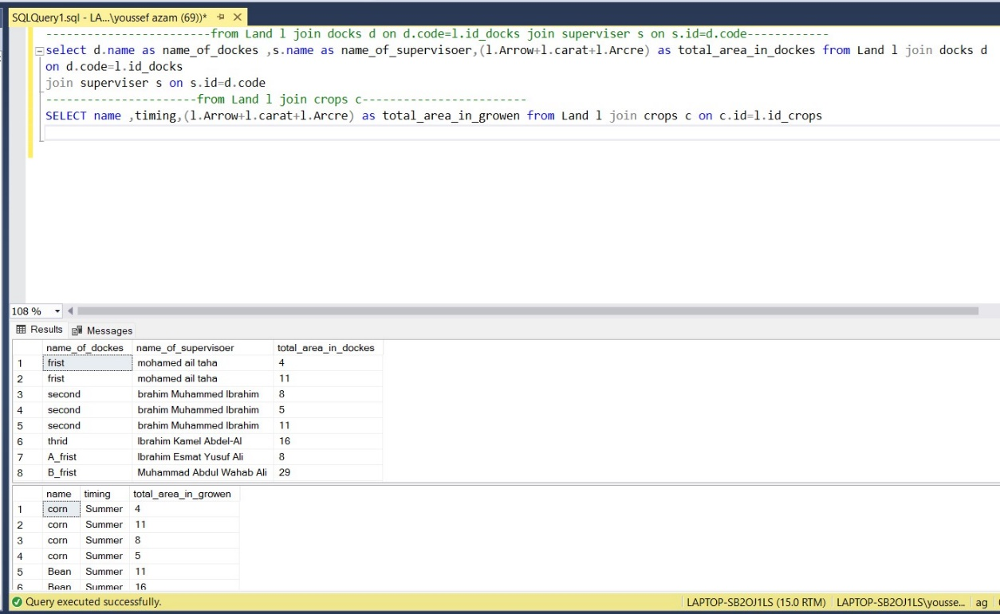 SQLQuery1.sql - LA...\youssef azam (69))*
------------------------from Land l join docks d on d.code=l.id_docks join superviser s on s.id=d.code------------
select d.name as name_of_dockes ,s.name as name_of_supervisoer,(l.Arrow+l.carat+l.Arcre) as total_area_in_dockes from Land l join docks d
on d.code=l.id_docks
join superviser s on s.id=d.code
----------------------from Land l join crops c------------------------
SELECT name ,timing,(l.Arrow+l.carat+l.Arcre) as total_area_in_growen from Land l join crops c on c.id=l.id_crops
108 %
Results Messages
name_of_dockes name_of_supervisoer total_area_in_dockes
1 frist mohamed ail taha 4
2 frist mohamed ail taha 11
3 second brahim Muhammed Ibrahim 8
4 second brahim Muhammed Ibrahim 5
5 second brahim Muhammed Ibrahim 11
6 thrid Ibrahim Kamel Abdel-Al 16
7 A_frist Ibrahim Esmat Yusuf Ali 8
8 B_frist Muhammad Abdul Wahab Ali 29
name timing total_area_in_growen
1 corn Summer 4
2 corn Summer 11
3 corn Summer 8
4 corn Summer 5
5 Bean Summer 11
6 Bean Summer 16
Query executed successfully. LAPTOP-SB2OJ1LS (15.0 RTM) LAPTOP-SB2OJ1LS\yousse... ag